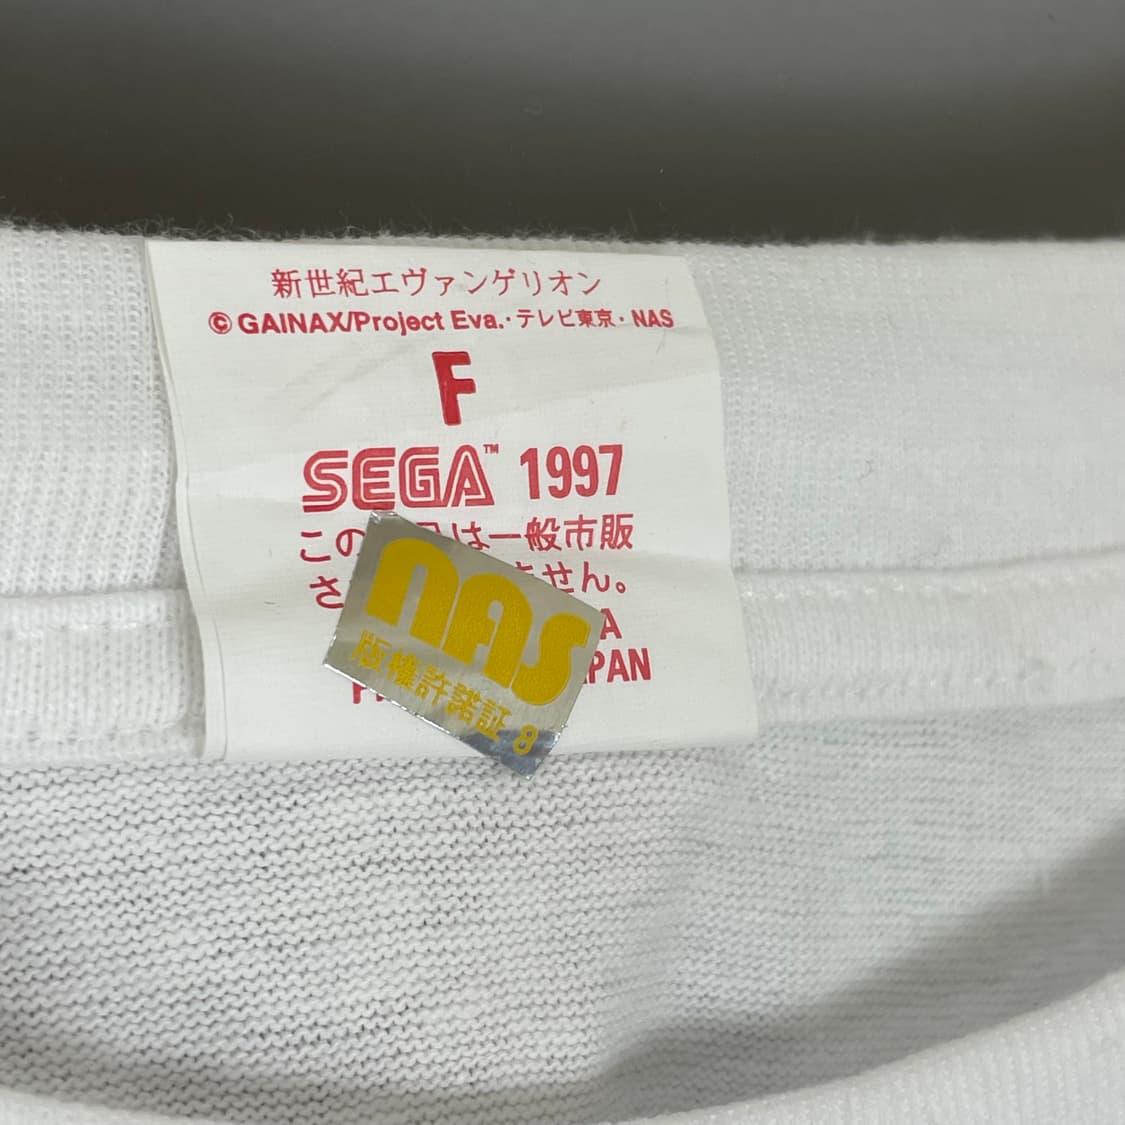 新世紀エヴァンゲリオン
© GAINAX/Project Eva.・テレビ東京・NAS
F
SEGA™ 1997
この は一般市販
さ ません。
NAS
版権許諾証 8